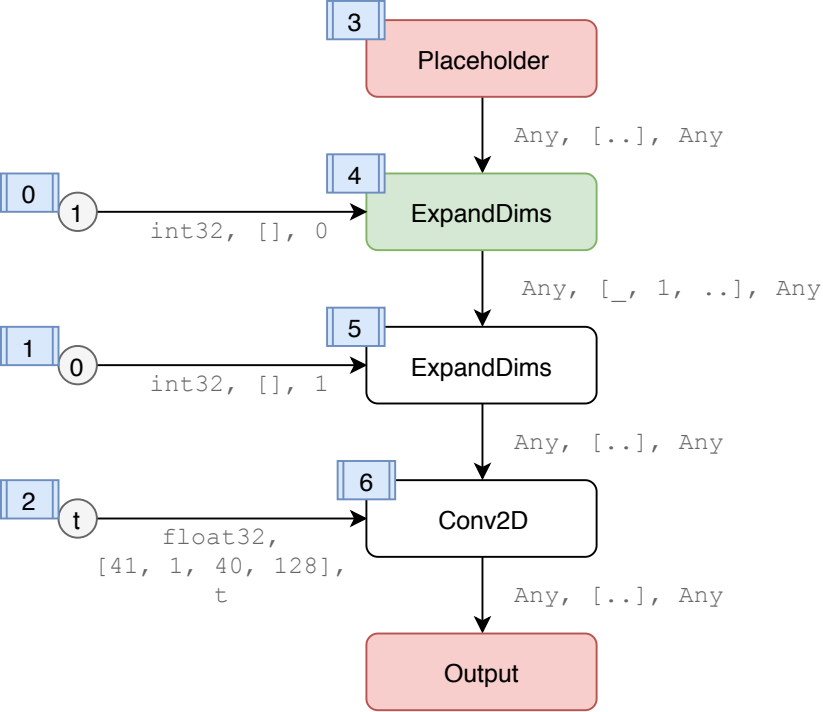 3
Placeholder
Any, [..], Any
0
1
int32, [], 0
4
ExpandDims
Any, [_, 1, ..], Any
1
0
int32, [], 1
5
ExpandDims
Any, [..], Any
2
t
float32,
[41, 1, 40, 128],
t
6
Conv2D
Any, [..], Any
Output